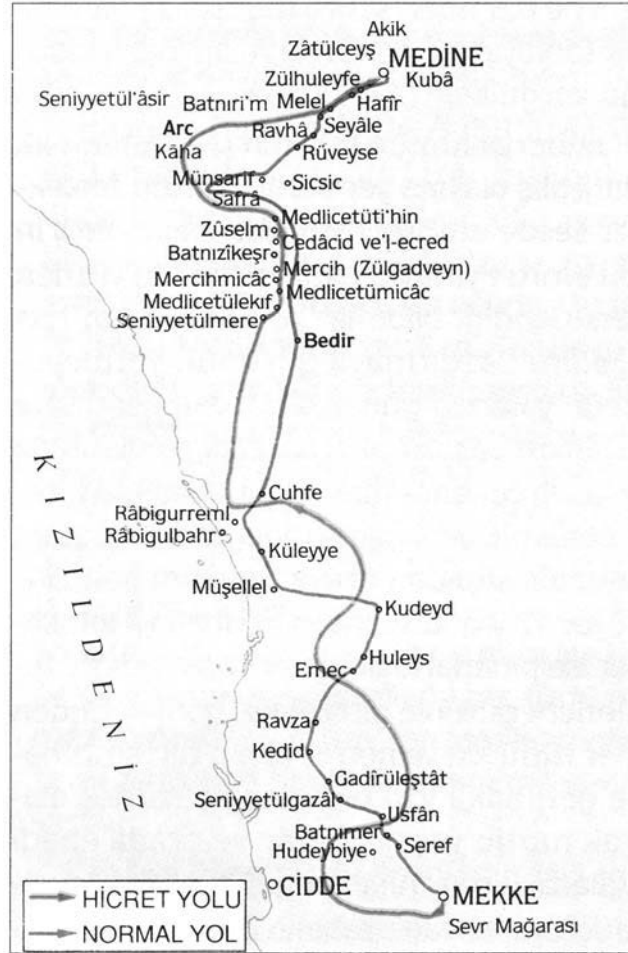 Akik
Zâtülceyş
MEDİNE
Zülhuleyfe
Kubâ
Seniyyetül'âsir
Batnıri'm
Melel
Hafîr
Arc
Ravhâ
Seyâle
Kâha
Rûveyse
Münsarif
Sicsic
Safrâ
Medlicetüti'hin
Zûselm
Cedâcid ve'l-ecred
Batnızîkeşr
Mercih (Zülgadveyn)
Mercihmicâc
Medlicetümicâc
Medlicetülekıf
Seniyyetülmere
Bedir
KIZILDENİZ
Cuhfe
Râbigurreml
Râbigulbahr
Küleyye
Müşellel
Kudeyd
Huleys
Emec
Ravza
Kedid
Gadîrüleştât
Seniyyetülgazâl
Usfân
Batnımer
Seref
Hudeybiye
CİDDE
MEKKE
Sevr Mağarası
HİCRET YOLU
NORMAL YOL